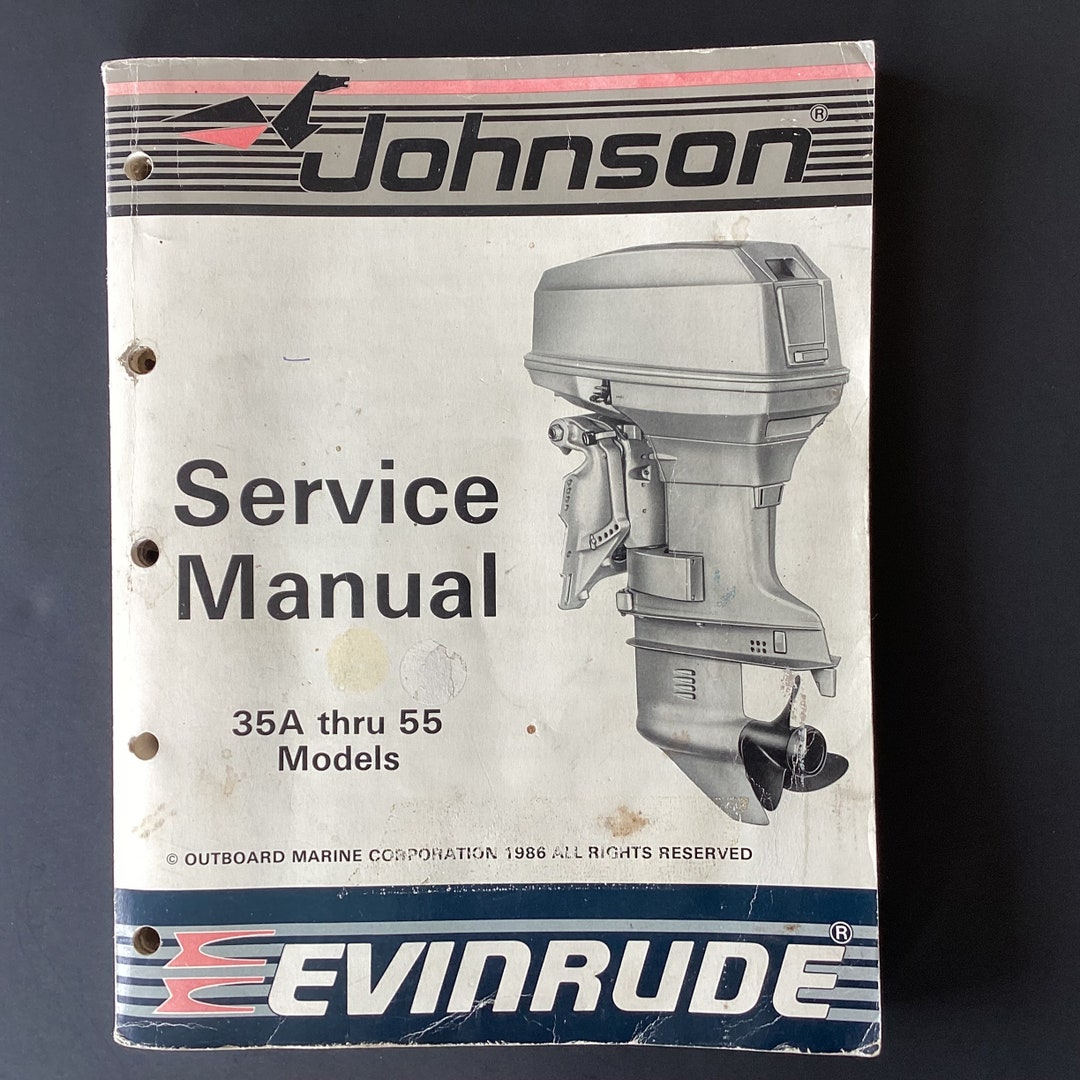 Johnson®
Service
Manual
35A thru 55
Models
© OUTBOARD MARINE CORPORATION 1986 ALL RIGHTS RESERVED
EVINRUDE®